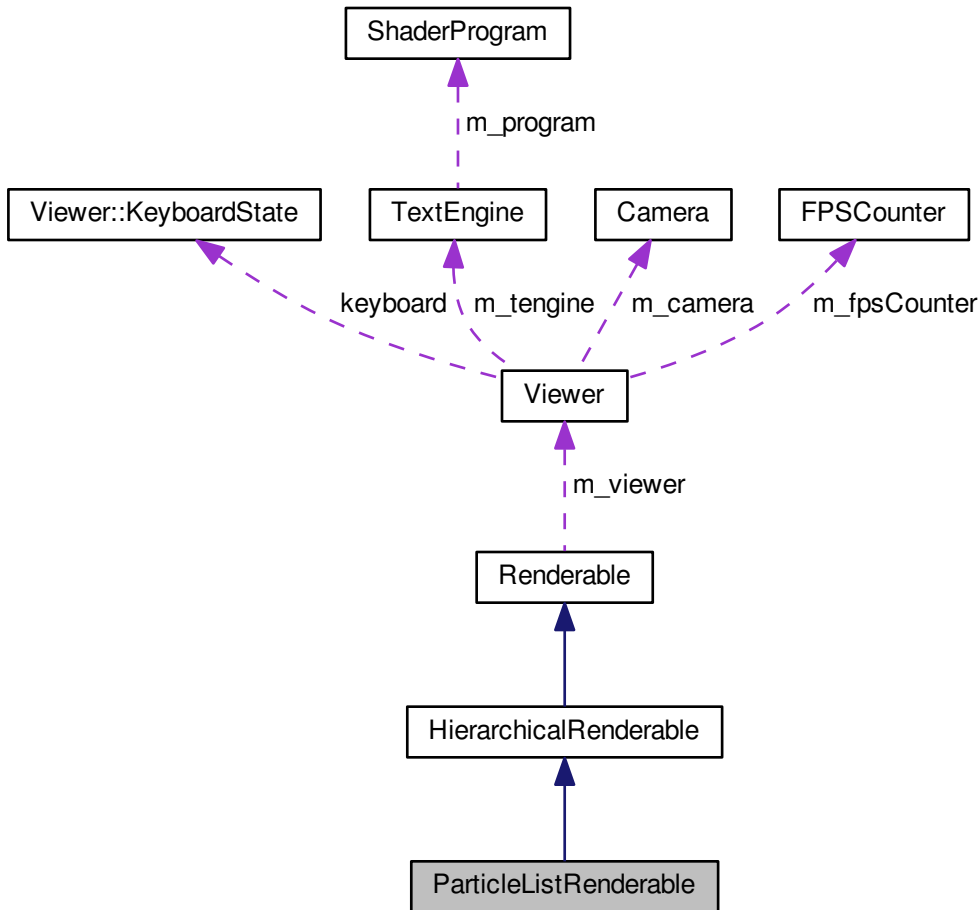 ShaderProgram
m_program
Viewer::KeyboardState
TextEngine
Camera
FPSCounter
keyboard
m_tengine
m_camera
m_fpsCounter
Viewer
m_viewer
Renderable
HierarchicalRenderable
ParticleListRenderable